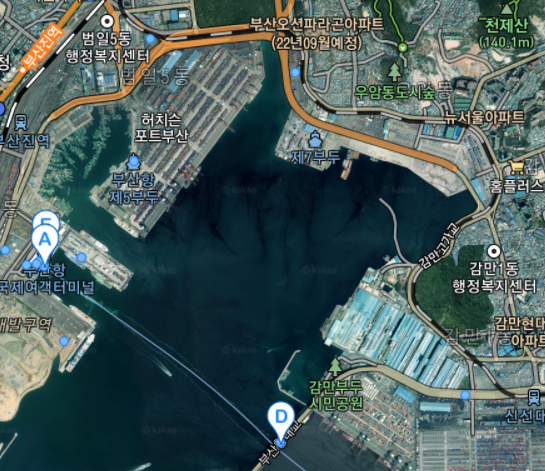 부산오션파라곤아파트
(22년09월예정)
천제산
(140.1m)
범일5동
행정복지센터
범일5동
부산진역
우암동도시숲
뉴서울아파트
허치슨
포트부산
부산진역
제7부두
부산항
제5부두
홈플러스
감만고가교
감만1동
행정복지센터
A
부산항
국제여객터미널
감만현대
아파트
감만부두
시민공원
신선대
D
부산항대교
kakao